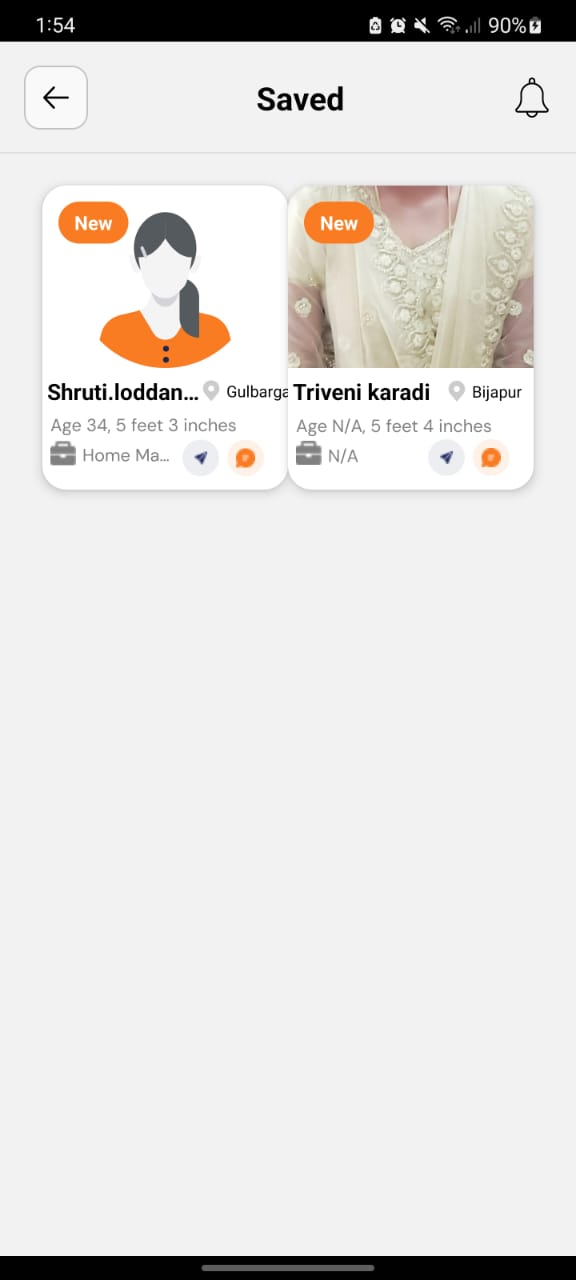 1:54 90%
Saved
New
Shruti.loddan... Gulbarga
Age 34, 5 feet 3 inches
Home Ma...
New
Triveni karadi Bijapur
Age N/A, 5 feet 4 inches
N/A